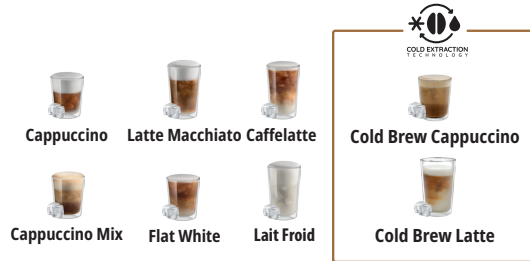 COLD EXTRACTION
TECHNOLOGY
Cappuccino
Latte Macchiato
Caffelatte
Cold Brew Cappuccino
Cappuccino Mix
Flat White
Lait Froid
Cold Brew Latte